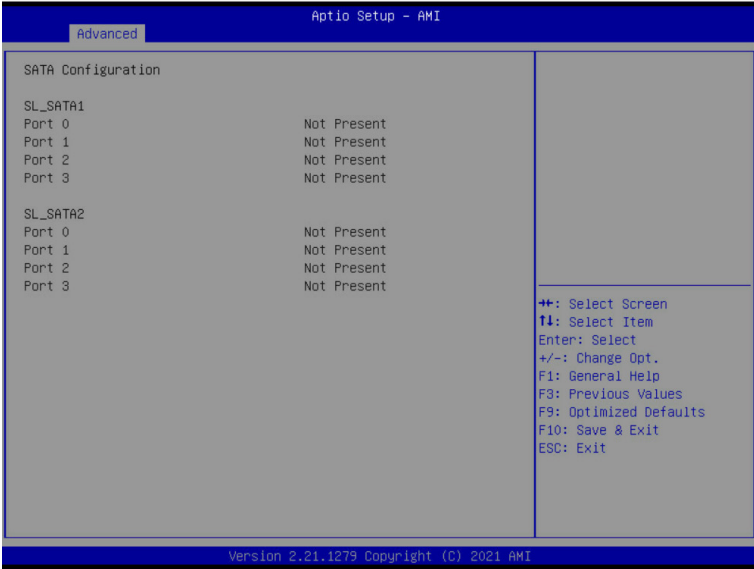 Aptio Setup – AMI
Advanced
SATA Configuration
SL_SATA1
Port 0 Not Present
Port 1 Not Present
Port 2 Not Present
Port 3 Not Present
SL_SATA2
Port 0 Not Present
Port 1 Not Present
Port 2 Not Present
Port 3 Not Present
→←: Select Screen
↑↓: Select Item
Enter: Select
+/-: Change Opt.
F1: General Help
F3: Previous Values
F9: Optimized Defaults
F10: Save & Exit
ESC: Exit
Version 2.21.1279 Copyright (C) 2021 AMI